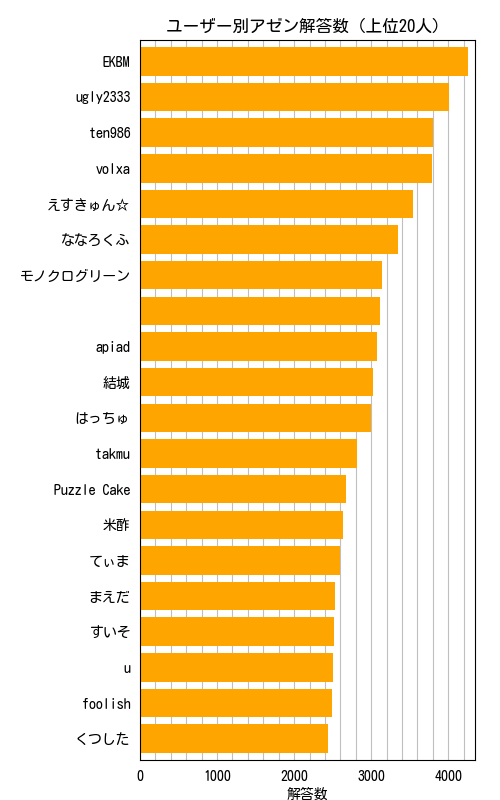 ユーザー別アゼン解答数 (上位20人)
EKBM
ugly2333
ten986
volxa
えすきゅん☆
ななろくふ
モノクログリーン
apiad
結城
はっちゅ
takmu
Puzzle Cake
米酢
てぃま
まえだ
すいそ
u
foolish
くつした
0 1000 2000 3000 4000
解答数